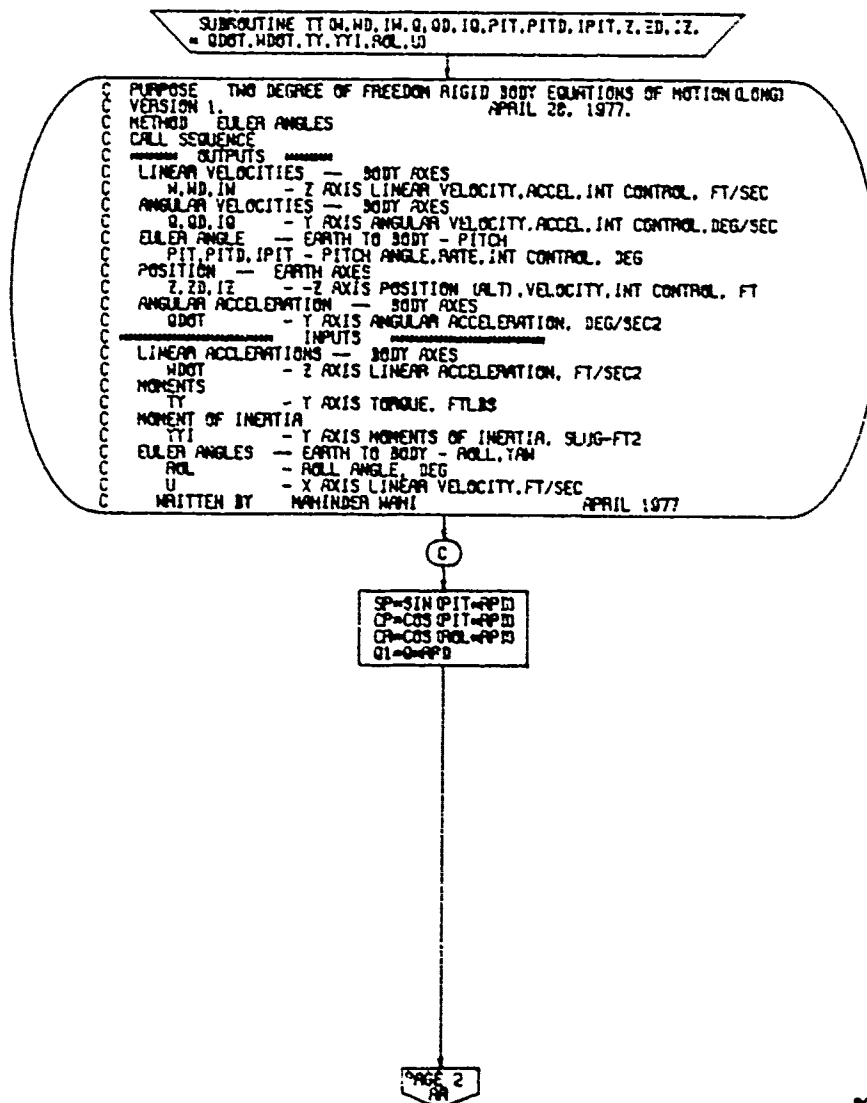 SUBROUTINE TT(W,WD,IW,Q,QD,IQ,PIT,PITD,IPIT,Z,ZD,IZ,
* QDOT,WDOT,TY,YYI,ROL,U)
C PURPOSE TWO DEGREE OF FREEDOM RIGID BODY EQUATIONS OF MOTION(LONG)
C VERSION 1. APRIL 28, 1977.
C METHOD EULER ANGLES
C CALL SEQUENCE
C ****** OUTPUTS ******
C LINEAR VELOCITIES -- BODY AXES
C W,WD,IW - Z AXIS LINEAR VELOCITY,ACCEL,INT CONTROL, FT/SEC
C ANGULAR VELOCITIES -- BODY AXES
C Q,QD,IQ - Y AXIS ANGULAR VELOCITY,ACCEL,INT CONTROL,DEG/SEC
C EULER ANGLE -- EARTH TO BODY - PITCH
C PIT,PITD,IPIT - PITCH ANGLE,RATE,INT CONTROL, DEG
C POSITION -- EARTH AXES
C Z,ZD,IZ - -Z AXIS POSITION (ALT),VELOCITY,INT CONTROL, FT
C ANGULAR ACCELERATION -- BODY AXES
C QDOT - Y AXIS ANGULAR ACCELERATION, DEG/SEC2
C ******************** INPUTS ********************
C LINEAR ACCLERATIONS -- BODY AXES
C WDOT - Z AXIS LINEAR ACCELERATION, FT/SEC2
C MOMENTS
C TY - Y AXIS TORQUE, FTLBS
C MOMENT OF INERTIA
C YYI - Y AXIS MOMENTS OF INERTIA, SLUG-FT2
C EULER ANGLES -- EARTH TO BODY - ROLL,YAW
C ROL - ROLL ANGLE, DEG
C U - X AXIS LINEAR VELOCITY,FT/SEC
C WRITTEN BY MAHINDER WAHI APRIL 1977
C
SP=SIN(PIT*RPD)
CP=COS(PIT*RPD)
CR=COS(ROL*RPD)
Q1=Q*RPD
PAGE 2
AA